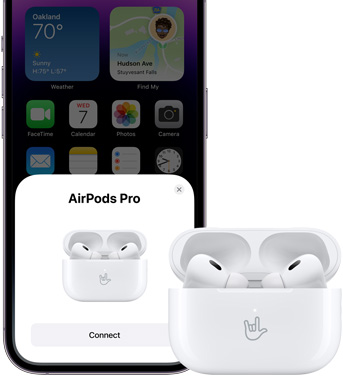 Oakland
70°
Sunny
H:75° L:57°
Weather
Now
Hudson Ave
Stuyvesant Falls
Find My
FaceTime
WED
7
Calendar
Photos
Camera
AirPods Pro
Connect